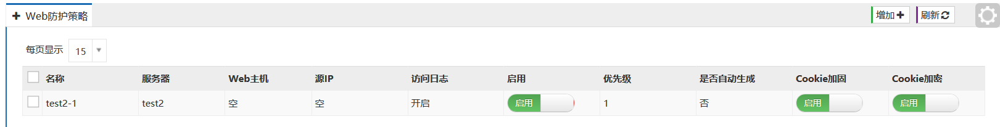 Web防护策略 增加 刷新
每页显示 15
名称 服务器 Web主机 源IP 访问日志 启用 优先级 是否自动生成 Cookie加固 Cookie加密
test2-1 test2 空 空 开启 启用 1 否 启用 启用